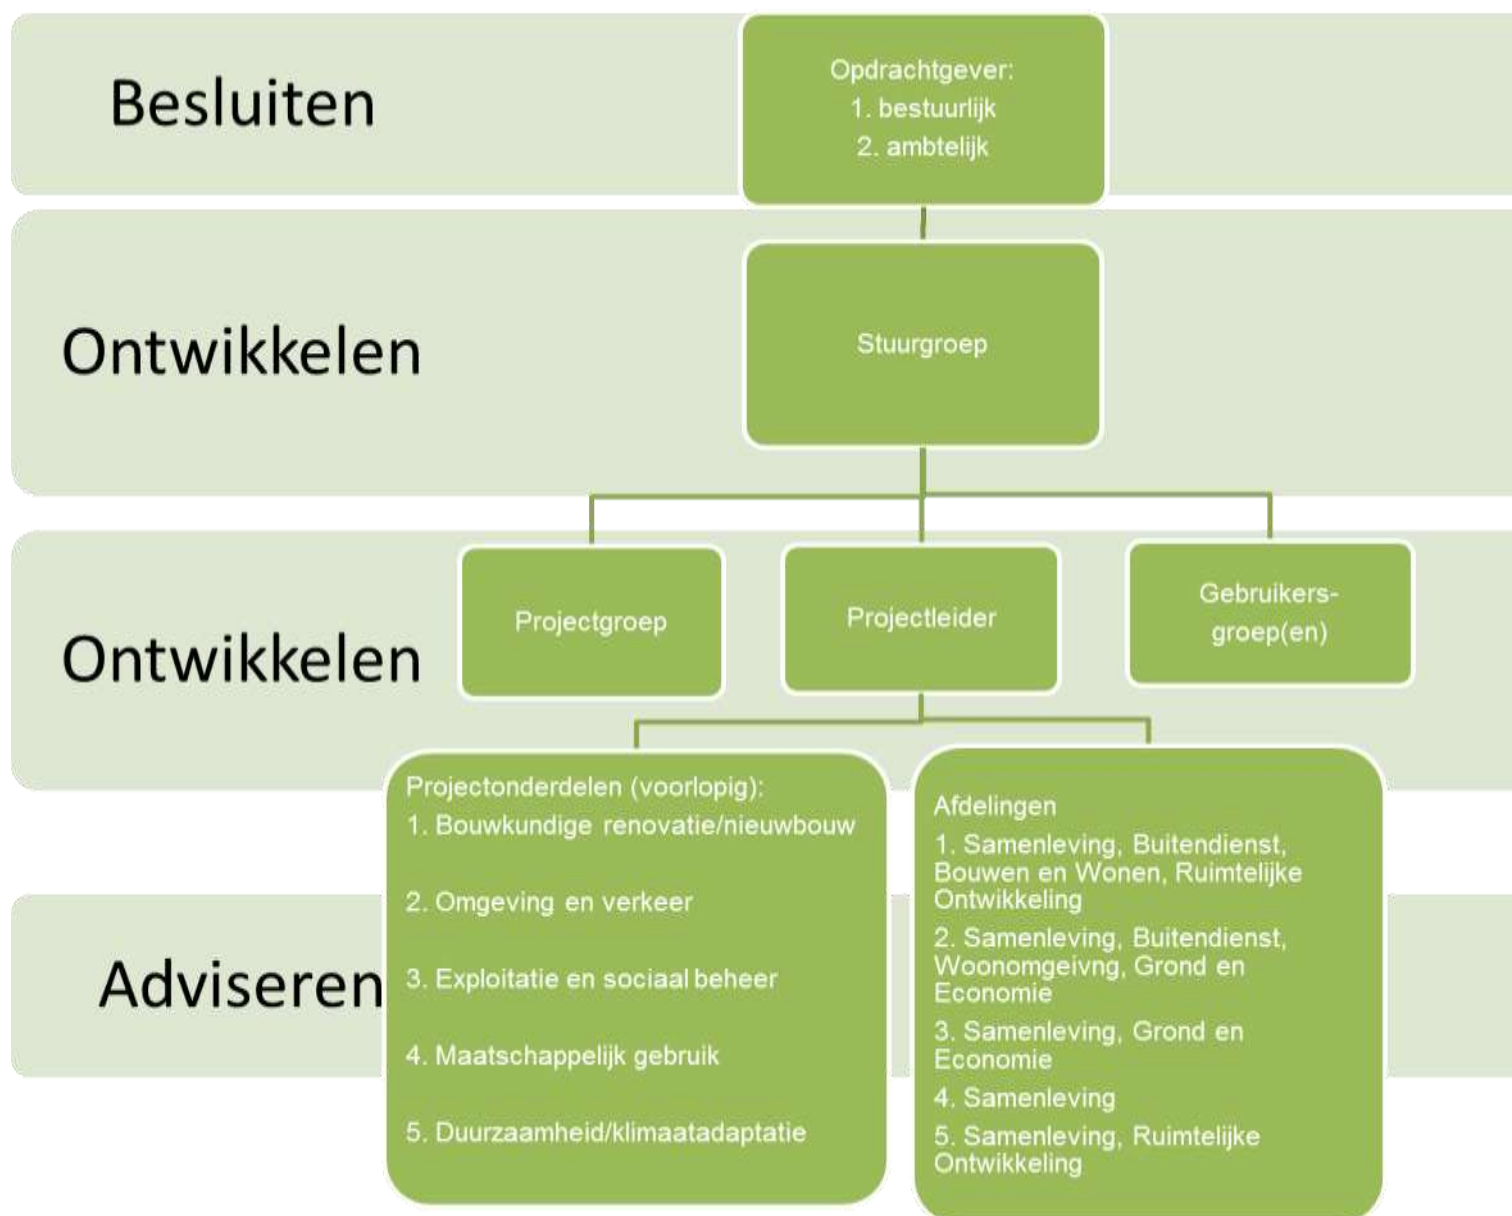 Besluiten
Opdrachtgever:
1. bestuurlijk
2. ambtelijk
Ontwikkelen
Stuurgroep
Ontwikkelen
Projectgroep
Projectleider
Gebruikers-
groep(en)
Adviseren
Projectonderdelen (voorlopig):
1. Bouwkundige renovatie/nieuwbouw
2. Omgeving en verkeer
3. Exploitatie en sociaal beheer
4. Maatschappelijk gebruik
5. Duurzaamheid/klimaatadaptatie
Afdelingen
1. Samenleving, Buitendienst,
Bouwen en Wonen, Ruimtelijke
Ontwikkeling
2. Samenleving, Buitendienst,
Woonomgeivng, Grond en
Economie
3. Samenleving, Grond en
Economie
4. Samenleving
5. Samenleving, Ruimtelijke
Ontwikkeling